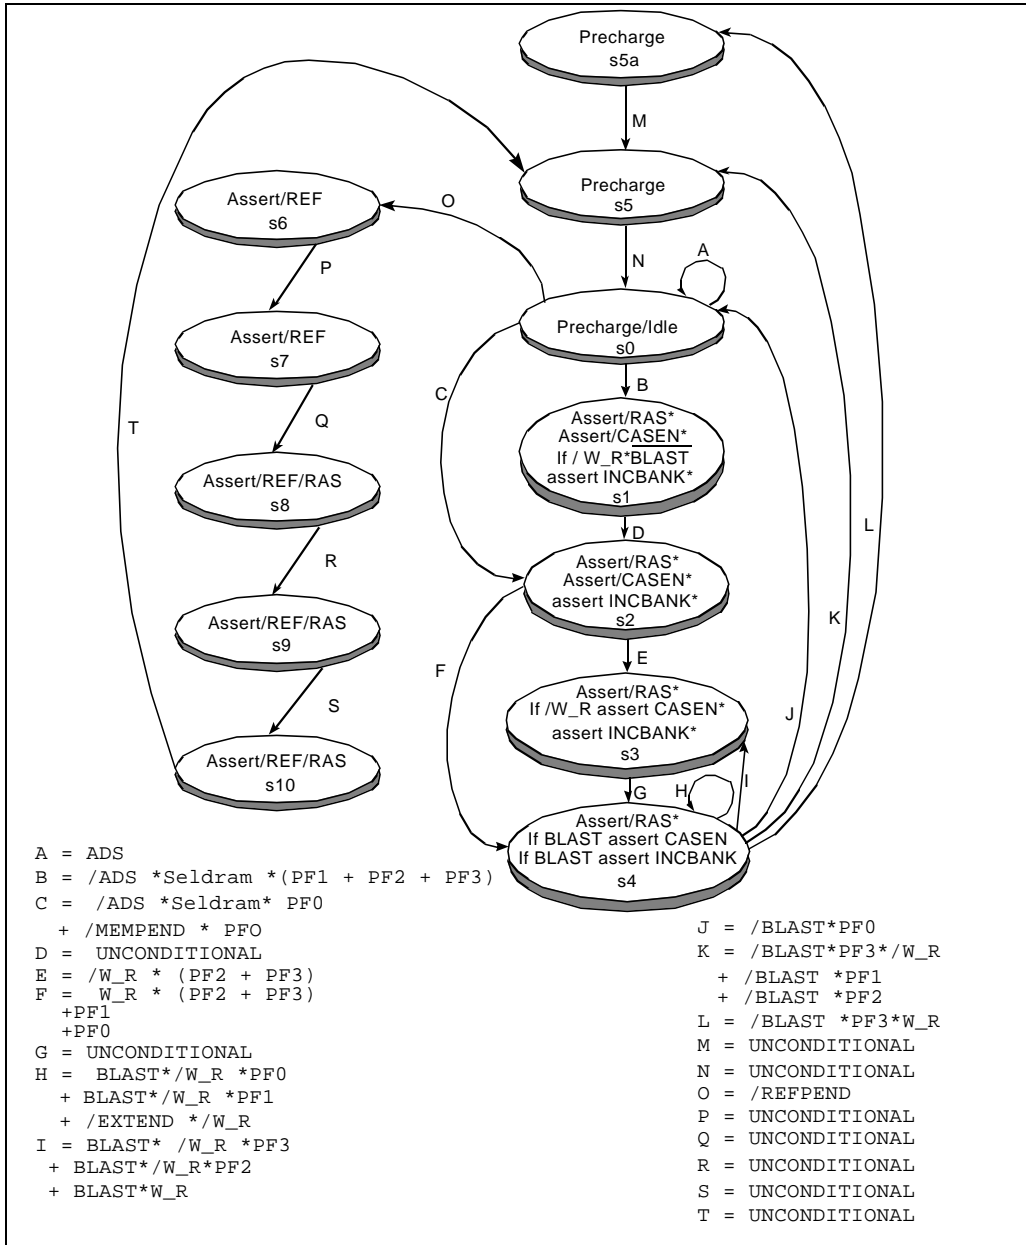 Precharge
s5a
M
Precharge
s5
N
A
Precharge/Idle
s0
O
Assert/REF
s6
P
Assert/REF
s7
Q
Assert/REF/RAS
s8
R
Assert/REF/RAS
s9
S
Assert/REF/RAS
s10
T
C
B
Assert/RAS*
Assert/CASEN*
If / W_R*BLAST
assert INCBANK*
s1
D
Assert/RAS*
Assert/CASEN*
assert INCBANK*
s2
F
E
Assert/RAS*
If /W_R assert CASEN*
assert INCBANK*
s3
G
H
I
J
K
L
Assert/RAS*
If BLAST assert CASEN
If BLAST assert INCBANK
s4
A = ADS
B = /ADS *Seldram *(PF1 + PF2 + PF3)
C = /ADS *Seldram* PF0
+ /MEMPEND * PFO
D = UNCONDITIONAL
E = /W_R * (PF2 + PF3)
F = W_R * (PF2 + PF3)
+PF1
+PF0
G = UNCONDITIONAL
H = BLAST*/W_R *PF0
+ BLAST*/W_R *PF1
+ /EXTEND */W_R
I = BLAST* /W_R *PF3
+ BLAST*/W_R*PF2
+ BLAST*W_R
J = /BLAST*PF0
K = /BLAST*PF3*/W_R
+ /BLAST *PF1
+ /BLAST *PF2
L = /BLAST *PF3*W_R
M = UNCONDITIONAL
N = UNCONDITIONAL
O = /REFPEND
P = UNCONDITIONAL
Q = UNCONDITIONAL
R = UNCONDITIONAL
S = UNCONDITIONAL
T = UNCONDITIONAL